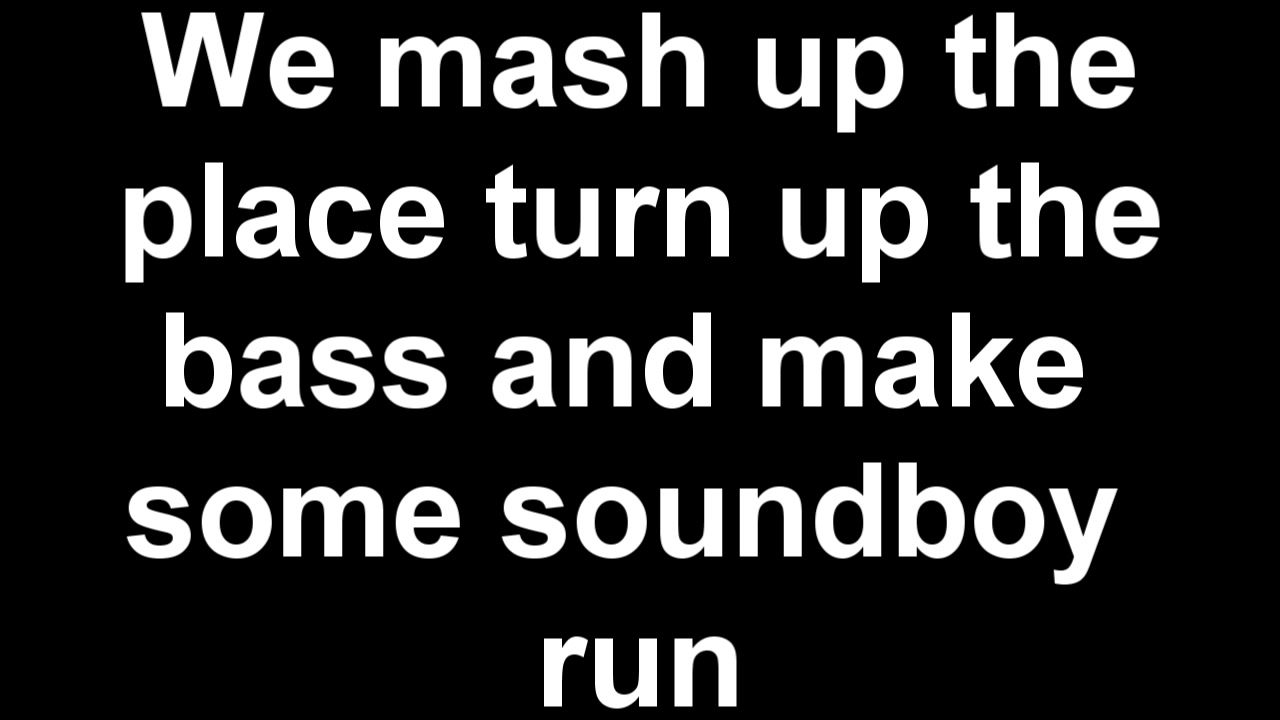 We mash up the
place turn up the
bass and make
some soundboy
run